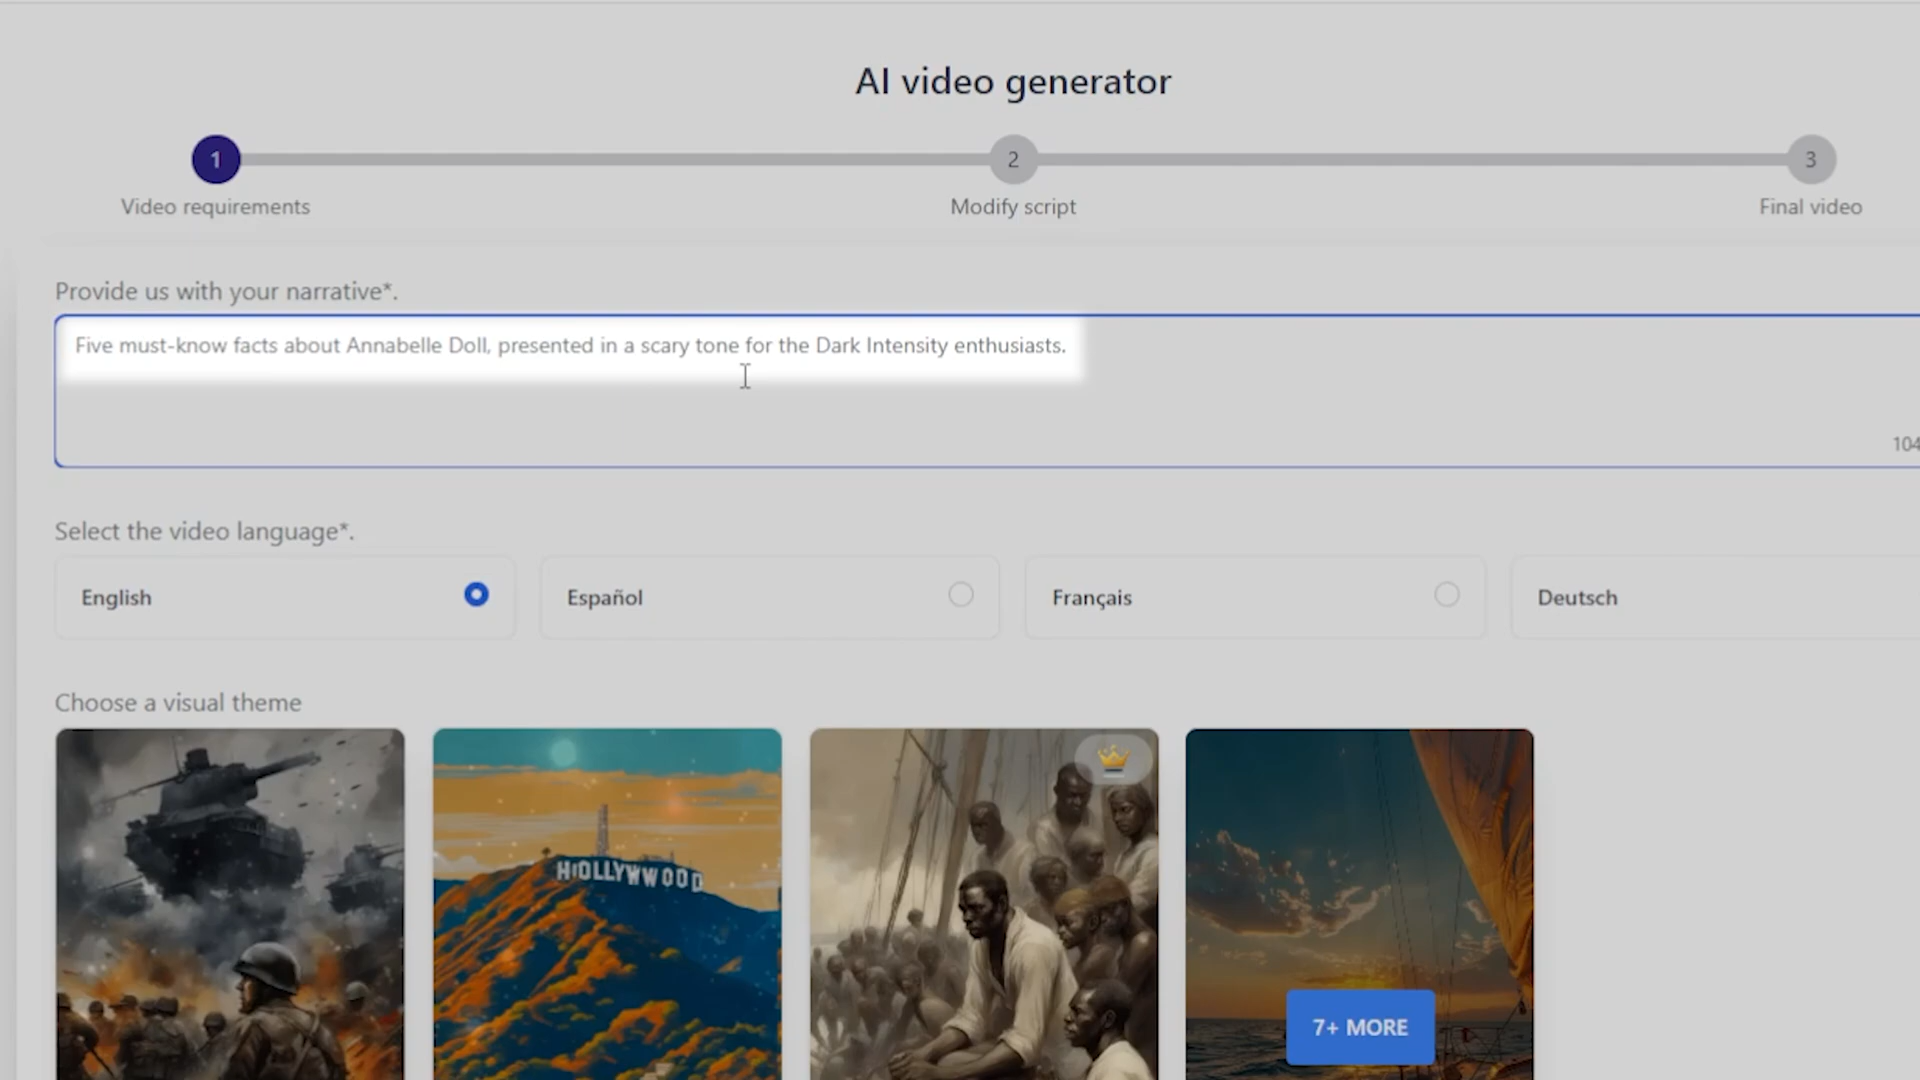 AI video generator
1
2
3
Video requirements
Modify script
Final video
Provide us with your narrative*.
Five must-know facts about Annabelle Doll, presented in a scary tone for the Dark Intensity enthusiasts.
104
Select the video language*.
English
Español
Français
Deutsch
Choose a visual theme
HIOLLYWWOOD
7+ MORE